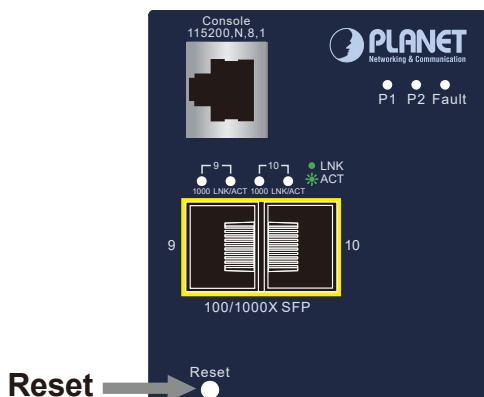 Console
115200,N,8,1
PLANET
Networking & Communication
P1 P2 Fault
9 10 LNK
1000 LNK/ACT 1000 LNK/ACT ACT
9 10
100/1000X SFP
Reset
Reset